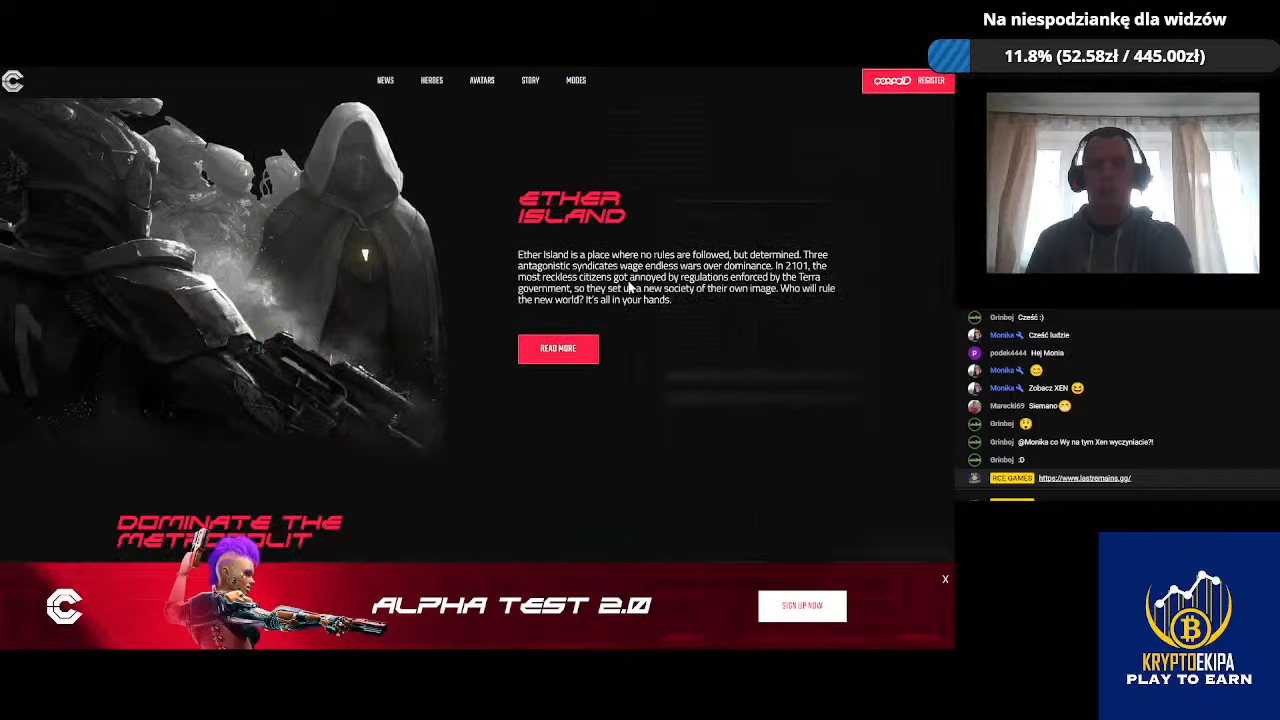 Na niespodziankę dla widzów
11.8% (52.58zł / 445.00zł)
NEWS HEROES AVATARS STORY MODES
CORPOID REGISTER
ETHER
ISLAND
Ether Island is a place where no rules are followed, but determined. Three
antagonistic syndicates wage endless wars over dominance. In 2101, the
most reckless citizens got annoyed by regulations enforced by the Terra
government, so they set up a new society of their own image. Who will rule
the new world? It's all in your hands.
READ MORE
DOMINATE THE
METROPOLIT
ALPHA TEST 2.0
SIGN UP NOW
X
Grinboj Cześć :)
Monika Cześć ludzie
podek4444 Hej Monia
Monika 😊
Monika Zobacz XEN 😆
Marecki69 Siemano😁
Grinboj 😲
Grinboj @Monika co Wy na tym Xen wyczyniacie?!
Grinboj :D
RCE GAMES https://www.lastremains.gg/
KRYPTOEKIPA
PLAY TO EARN